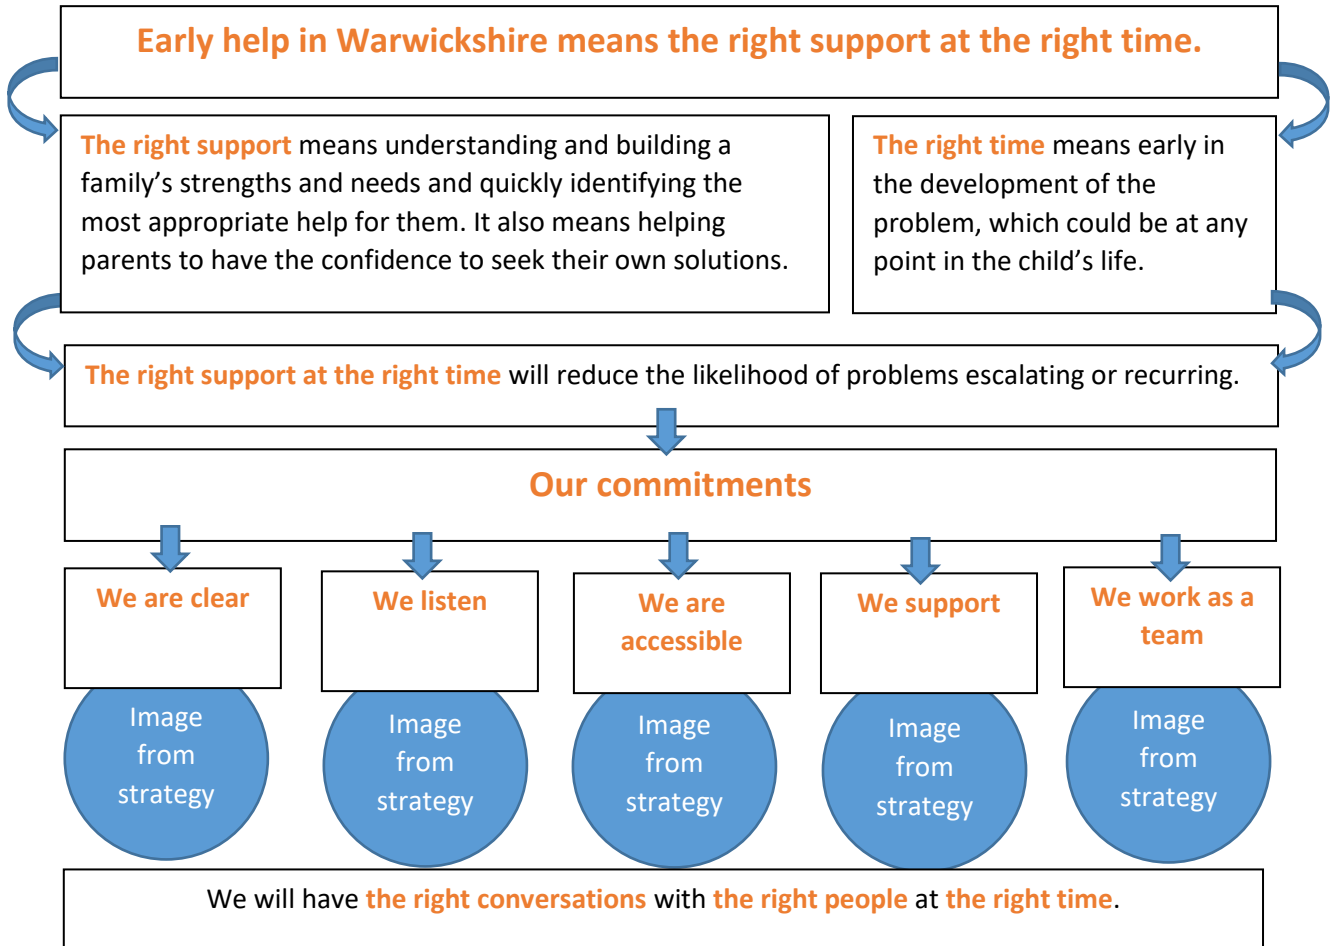 Early help in Warwickshire means the right support at the right time.
The right support means understanding and building a
family’s strengths and needs and quickly identifying the
most appropriate help for them. It also means helping
parents to have the confidence to seek their own solutions.
The right time means early in
the development of the
problem, which could be at any
point in the child’s life.
The right support at the right time will reduce the likelihood of problems escalating or recurring.
Our commitments
We are clear
We listen
We are
accessible
We support
We work as a
team
Image
from
strategy
Image
from
strategy
Image
from
strategy
Image
from
strategy
Image
from
strategy
We will have the right conversations with the right people at the right time.